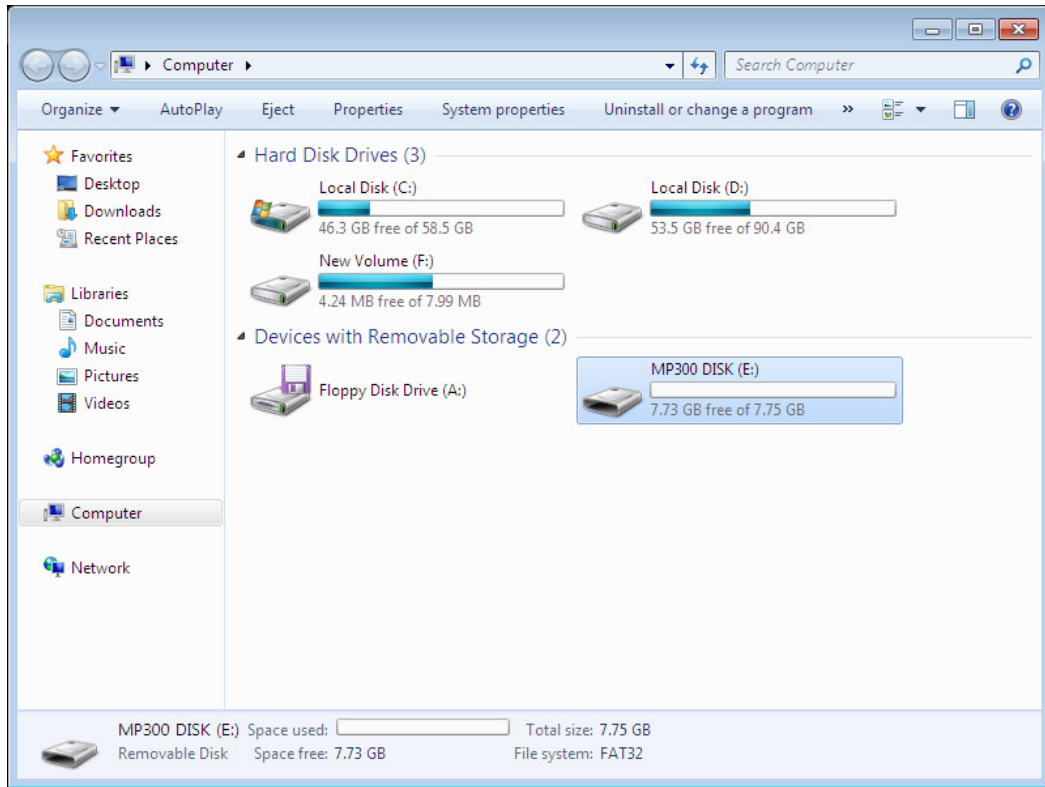 Computer
Search Computer
Organize AutoPlay Eject Properties System properties Uninstall or change a program »
Favorites
Desktop
Downloads
Recent Places
Libraries
Documents
Music
Pictures
Videos
Homegroup
Computer
Network
Hard Disk Drives (3)
Local Disk (C:)
46.3 GB free of 58.5 GB
Local Disk (D:)
53.5 GB free of 90.4 GB
New Volume (F:)
4.24 MB free of 7.99 MB
Devices with Removable Storage (2)
Floppy Disk Drive (A:)
MP300 DISK (E:)
7.73 GB free of 7.75 GB
MP300 DISK (E:) Space used: Total size: 7.75 GB
Removable Disk Space free: 7.73 GB File system: FAT32